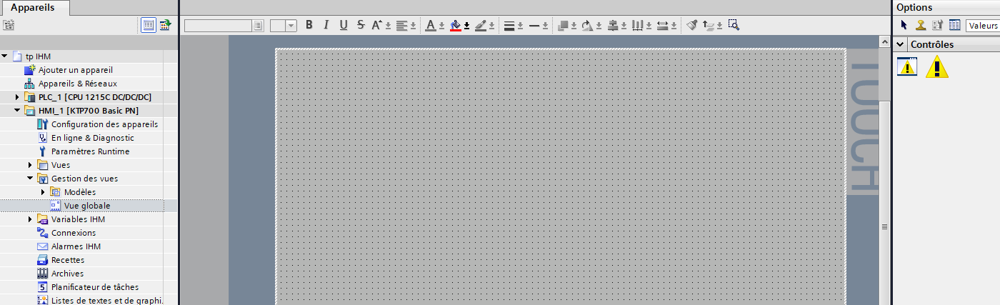 Appareils
tp IHM
Ajouter un appareil
Appareils & Réseaux
PLC_1 [CPU 1215C DC/DC/DC]
HMI_1 [KTP700 Basic PN]
Configuration des appareils
En ligne & Diagnostic
Paramètres Runtime
Vues
Gestion des vues
Modèles
Vue globale
Variables IHM
Connexions
Alarmes IHM
Recettes
Archives
Planificateur de tâches
Listes de textes et de graphi.
B I U S A A
TOUCH
Options
Valeurs
Contrôles